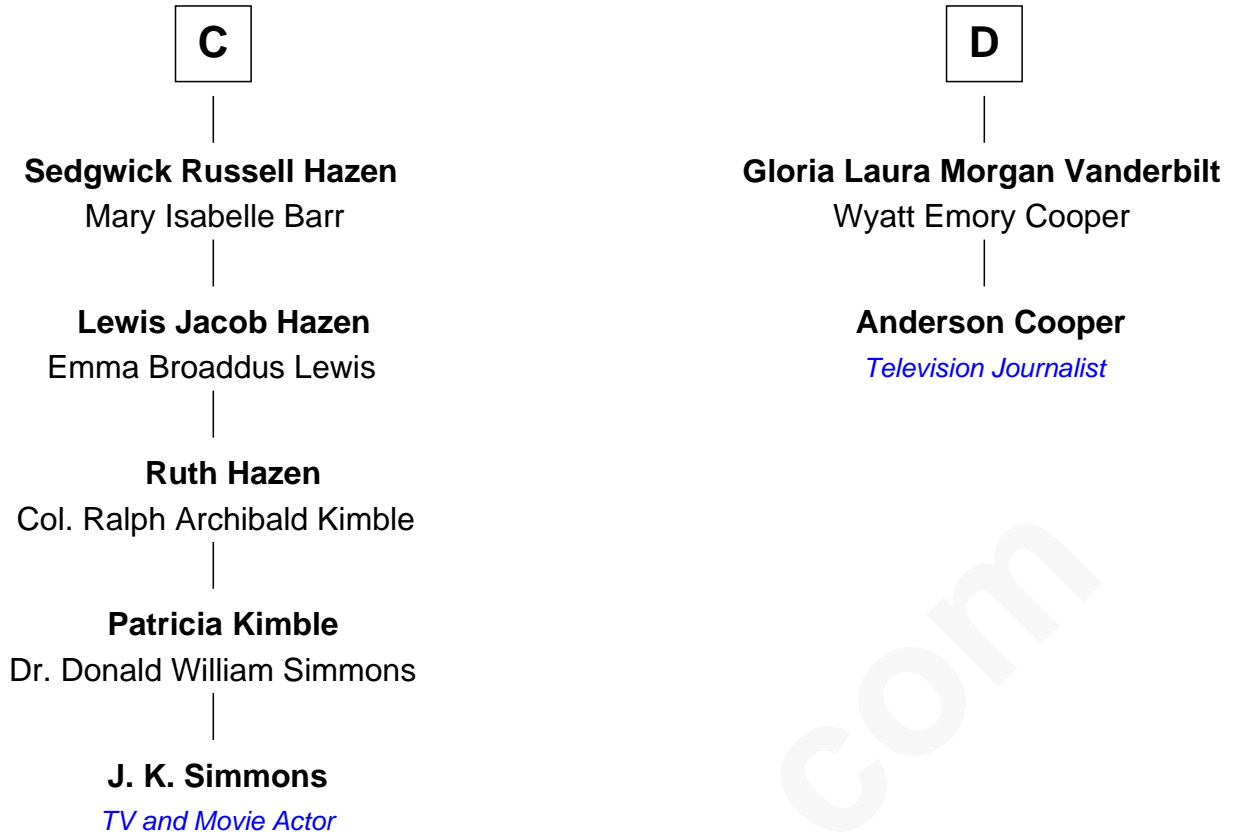 C
Sedgwick Russell Hazen
Mary Isabelle Barr
Lewis Jacob Hazen
Emma Broaddus Lewis
Ruth Hazen
Col. Ralph Archibald Kimble
Patricia Kimble
Dr. Donald William Simmons
J. K. Simmons
TV and Movie Actor
D
Gloria Laura Morgan Vanderbilt
Wyatt Emory Cooper
Anderson Cooper
Television Journalist
com